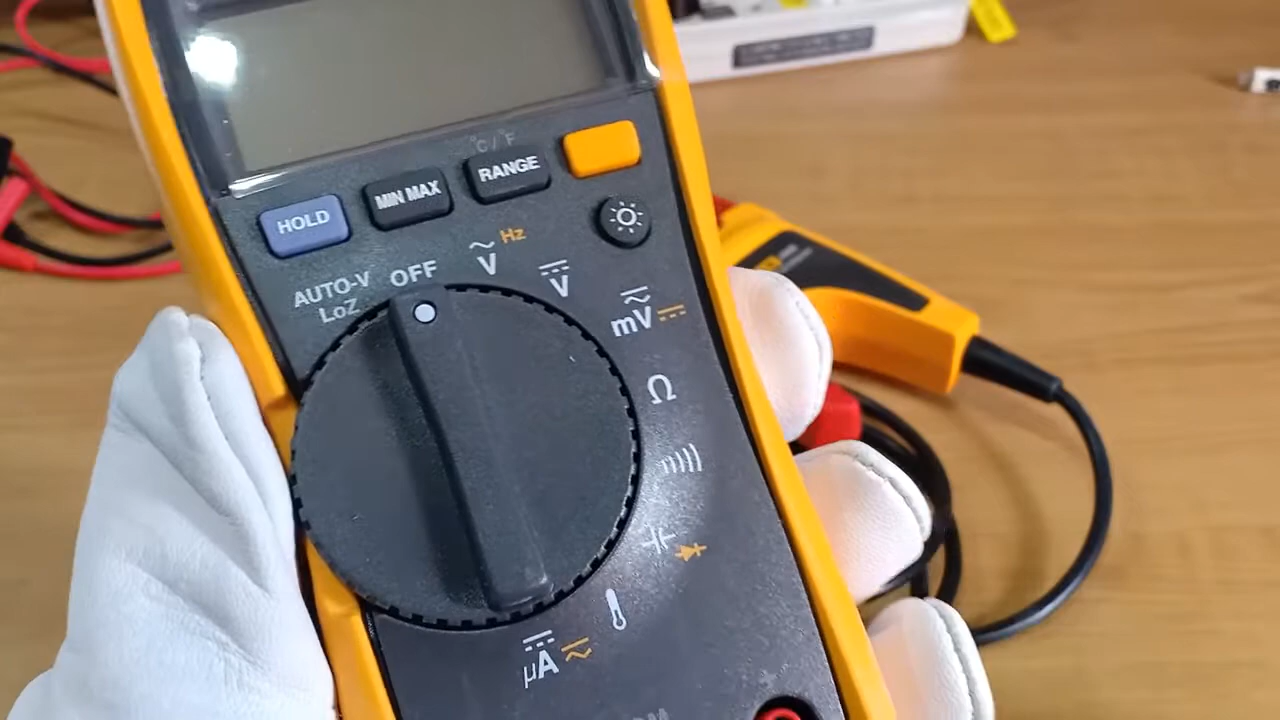 °C/°F
HOLD
MIN MAX
RANGE
AUTO-V
LoZ
OFF
V Hz
V
mV
Ω
µA